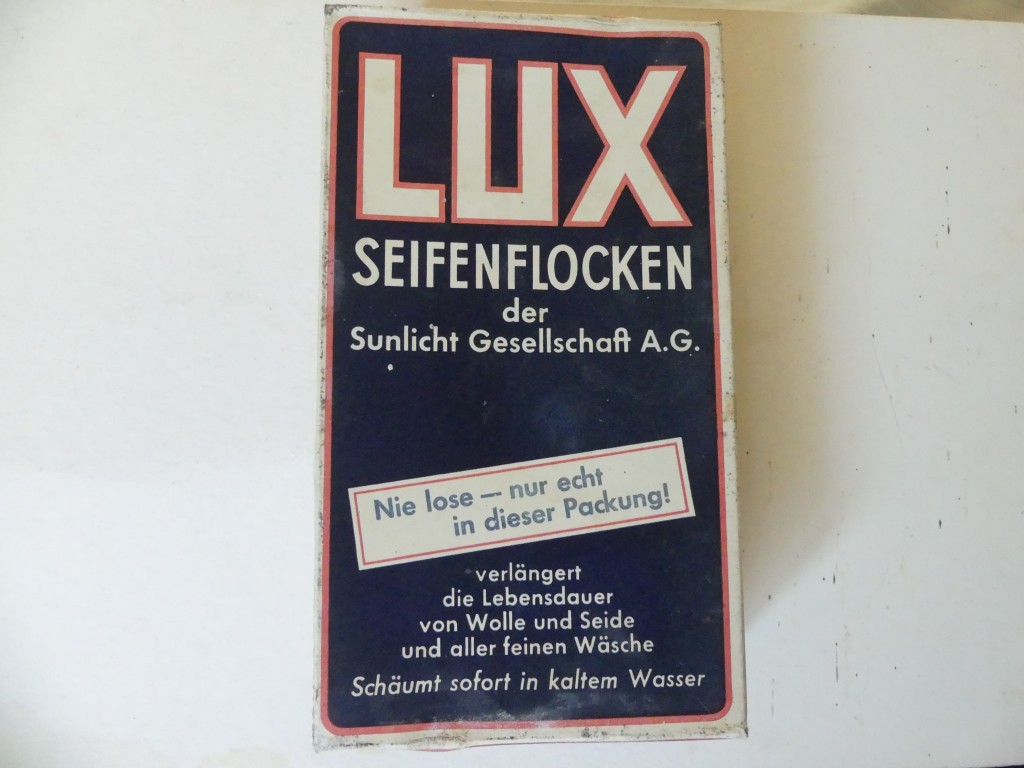 LUX
SEIFENFLOCKEN
der
Sunlicht Gesellschaft A.G.
Nie lose – nur echt
in dieser Packung!
verlängert
die Lebensdauer
von Wolle und Seide
und aller feinen Wäsche
Schäumt sofort in kaltem Wasser